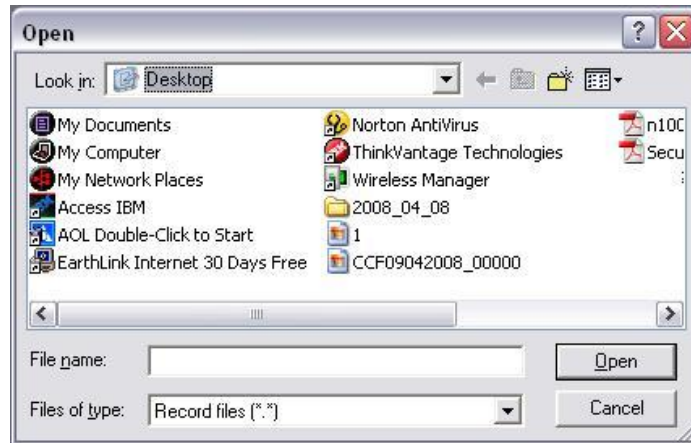 Open
Look in: Desktop
My Documents
My Computer
My Network Places
Access IBM
AOL Double-Click to Start
EarthLink Internet 30 Days Free
Norton AntiVirus
ThinkVantage Technologies
Wireless Manager
2008_04_08
1
CCF09042008_00000
n100
Secu
File name:
Open
Files of type: Record files (*.*)
Cancel